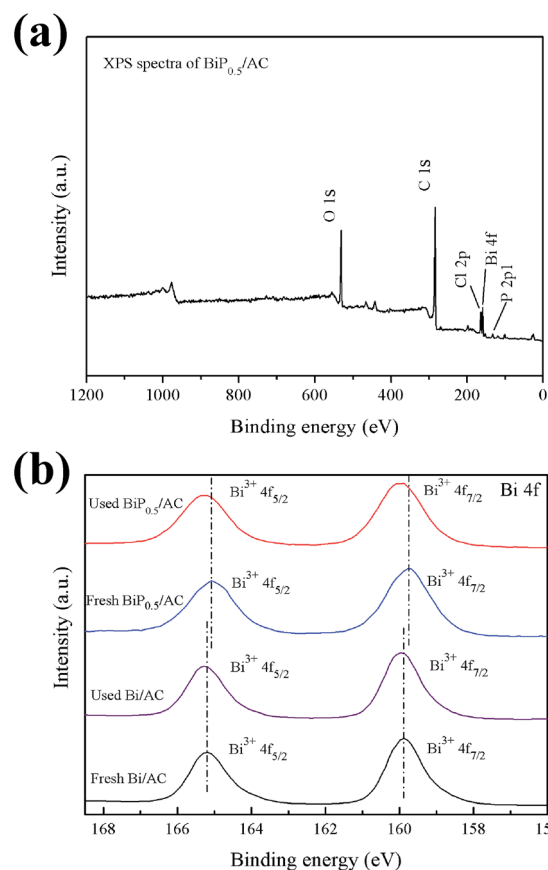 (a)
XPS spectra of BiP0.5/AC
O 1s
C 1s
Cl 2p
Bi 4f
P 2p1
Intensity (a.u.)
1200 1000 800 600 400 200 0
Binding energy (eV)
(b)
Bi 4f
Used BiP0.5/AC
Bi3+ 4f5/2
Bi3+ 4f7/2
Fresh BiP0.5/AC
Bi3+ 4f5/2
Bi3+ 4f7/2
Used Bi/AC
Bi3+ 4f5/2
Bi3+ 4f7/2
Fresh Bi/AC
Bi3+ 4f5/2
Bi3+ 4f7/2
Intensity (a.u.)
168 166 164 162 160 158
Binding energy (eV)